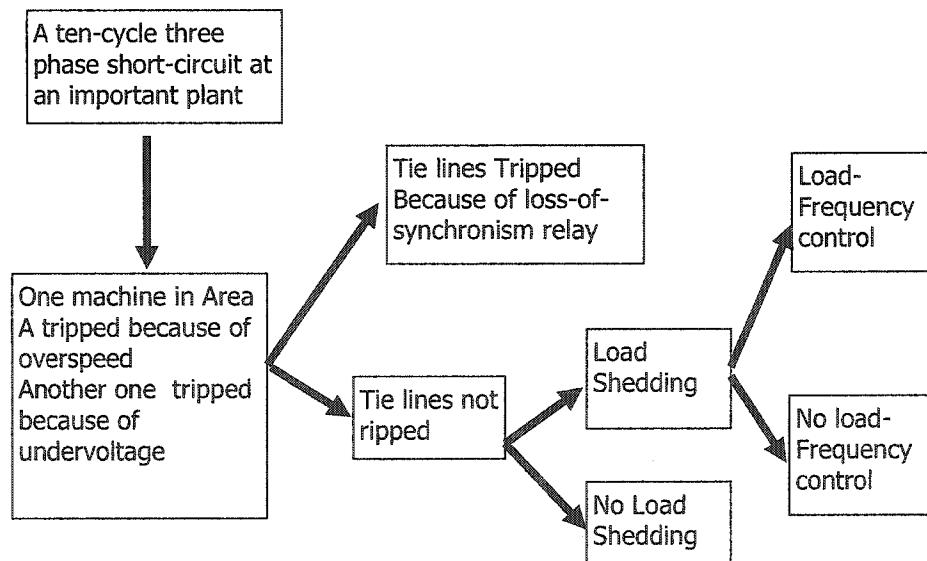 A ten-cycle three
phase short-circuit at
an important plant
Tie lines Tripped
Because of loss-of-
synchronism relay
Load-
Frequency
control
One machine in Area
A tripped because of
overspeed
Another one tripped
because of
undervoltage
Tie lines not
ripped
Load
Shedding
No load-
Frequency
control
No Load
Shedding